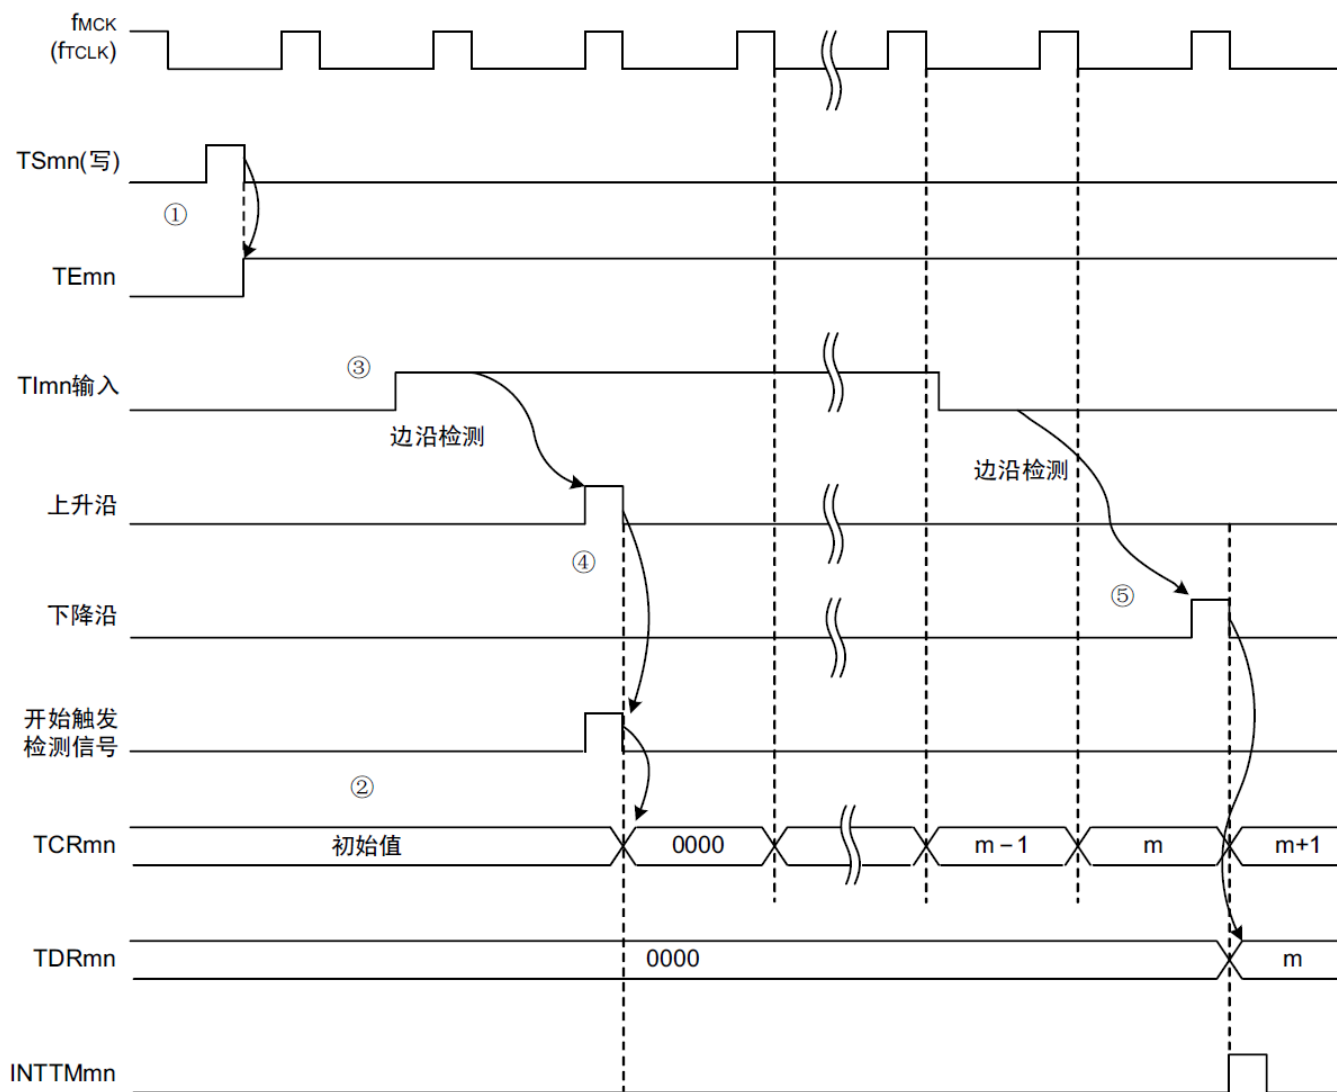 fMCK
(fTCLK)
TSmn(写)
①
TEmn
③
TImn输入
边沿检测
边沿检测
上升沿
④
⑤
下降沿
开始触发
检测信号
②
TCRmn
初始值
0000
m−1
m
m+1
TDRmn
0000
m
INTTMmn